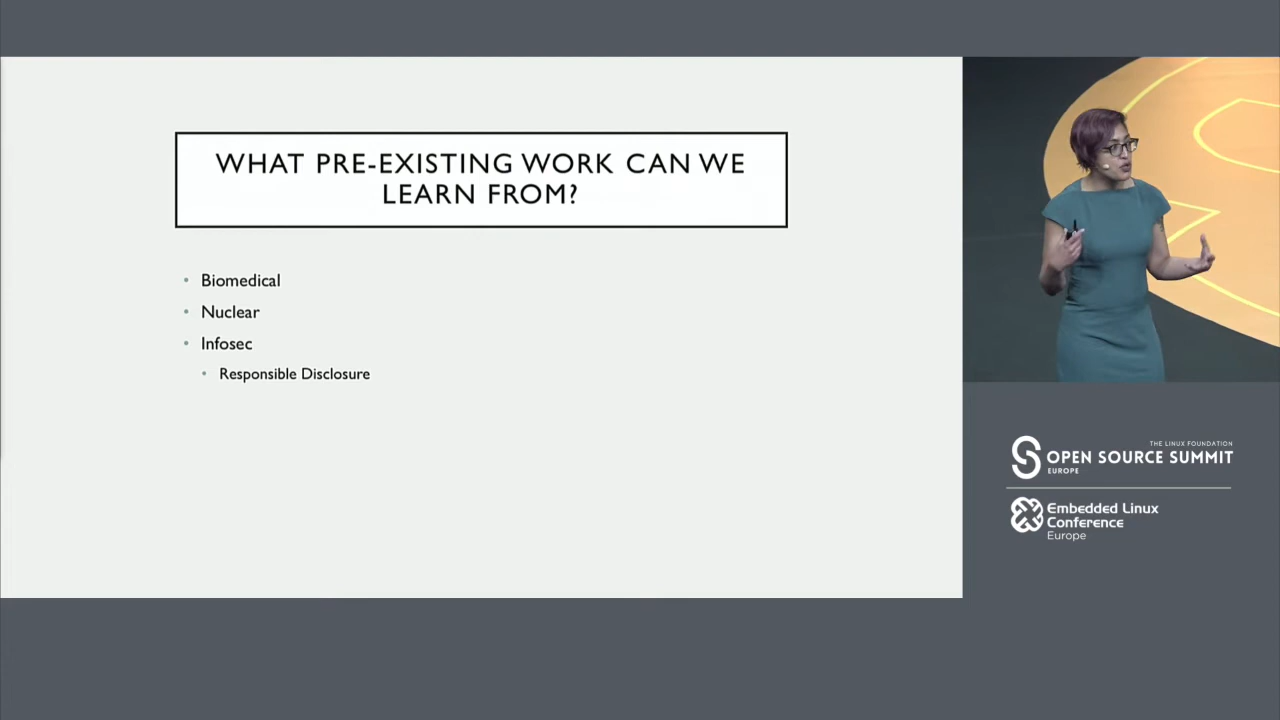 WHAT PRE-EXISTING WORK CAN WE
LEARN FROM?
• Biomedical
• Nuclear
• Infosec
• Responsible Disclosure
THE LINUX FOUNDATION
OPEN SOURCE SUMMIT
EUROPE
Embedded Linux
Conference
Europe